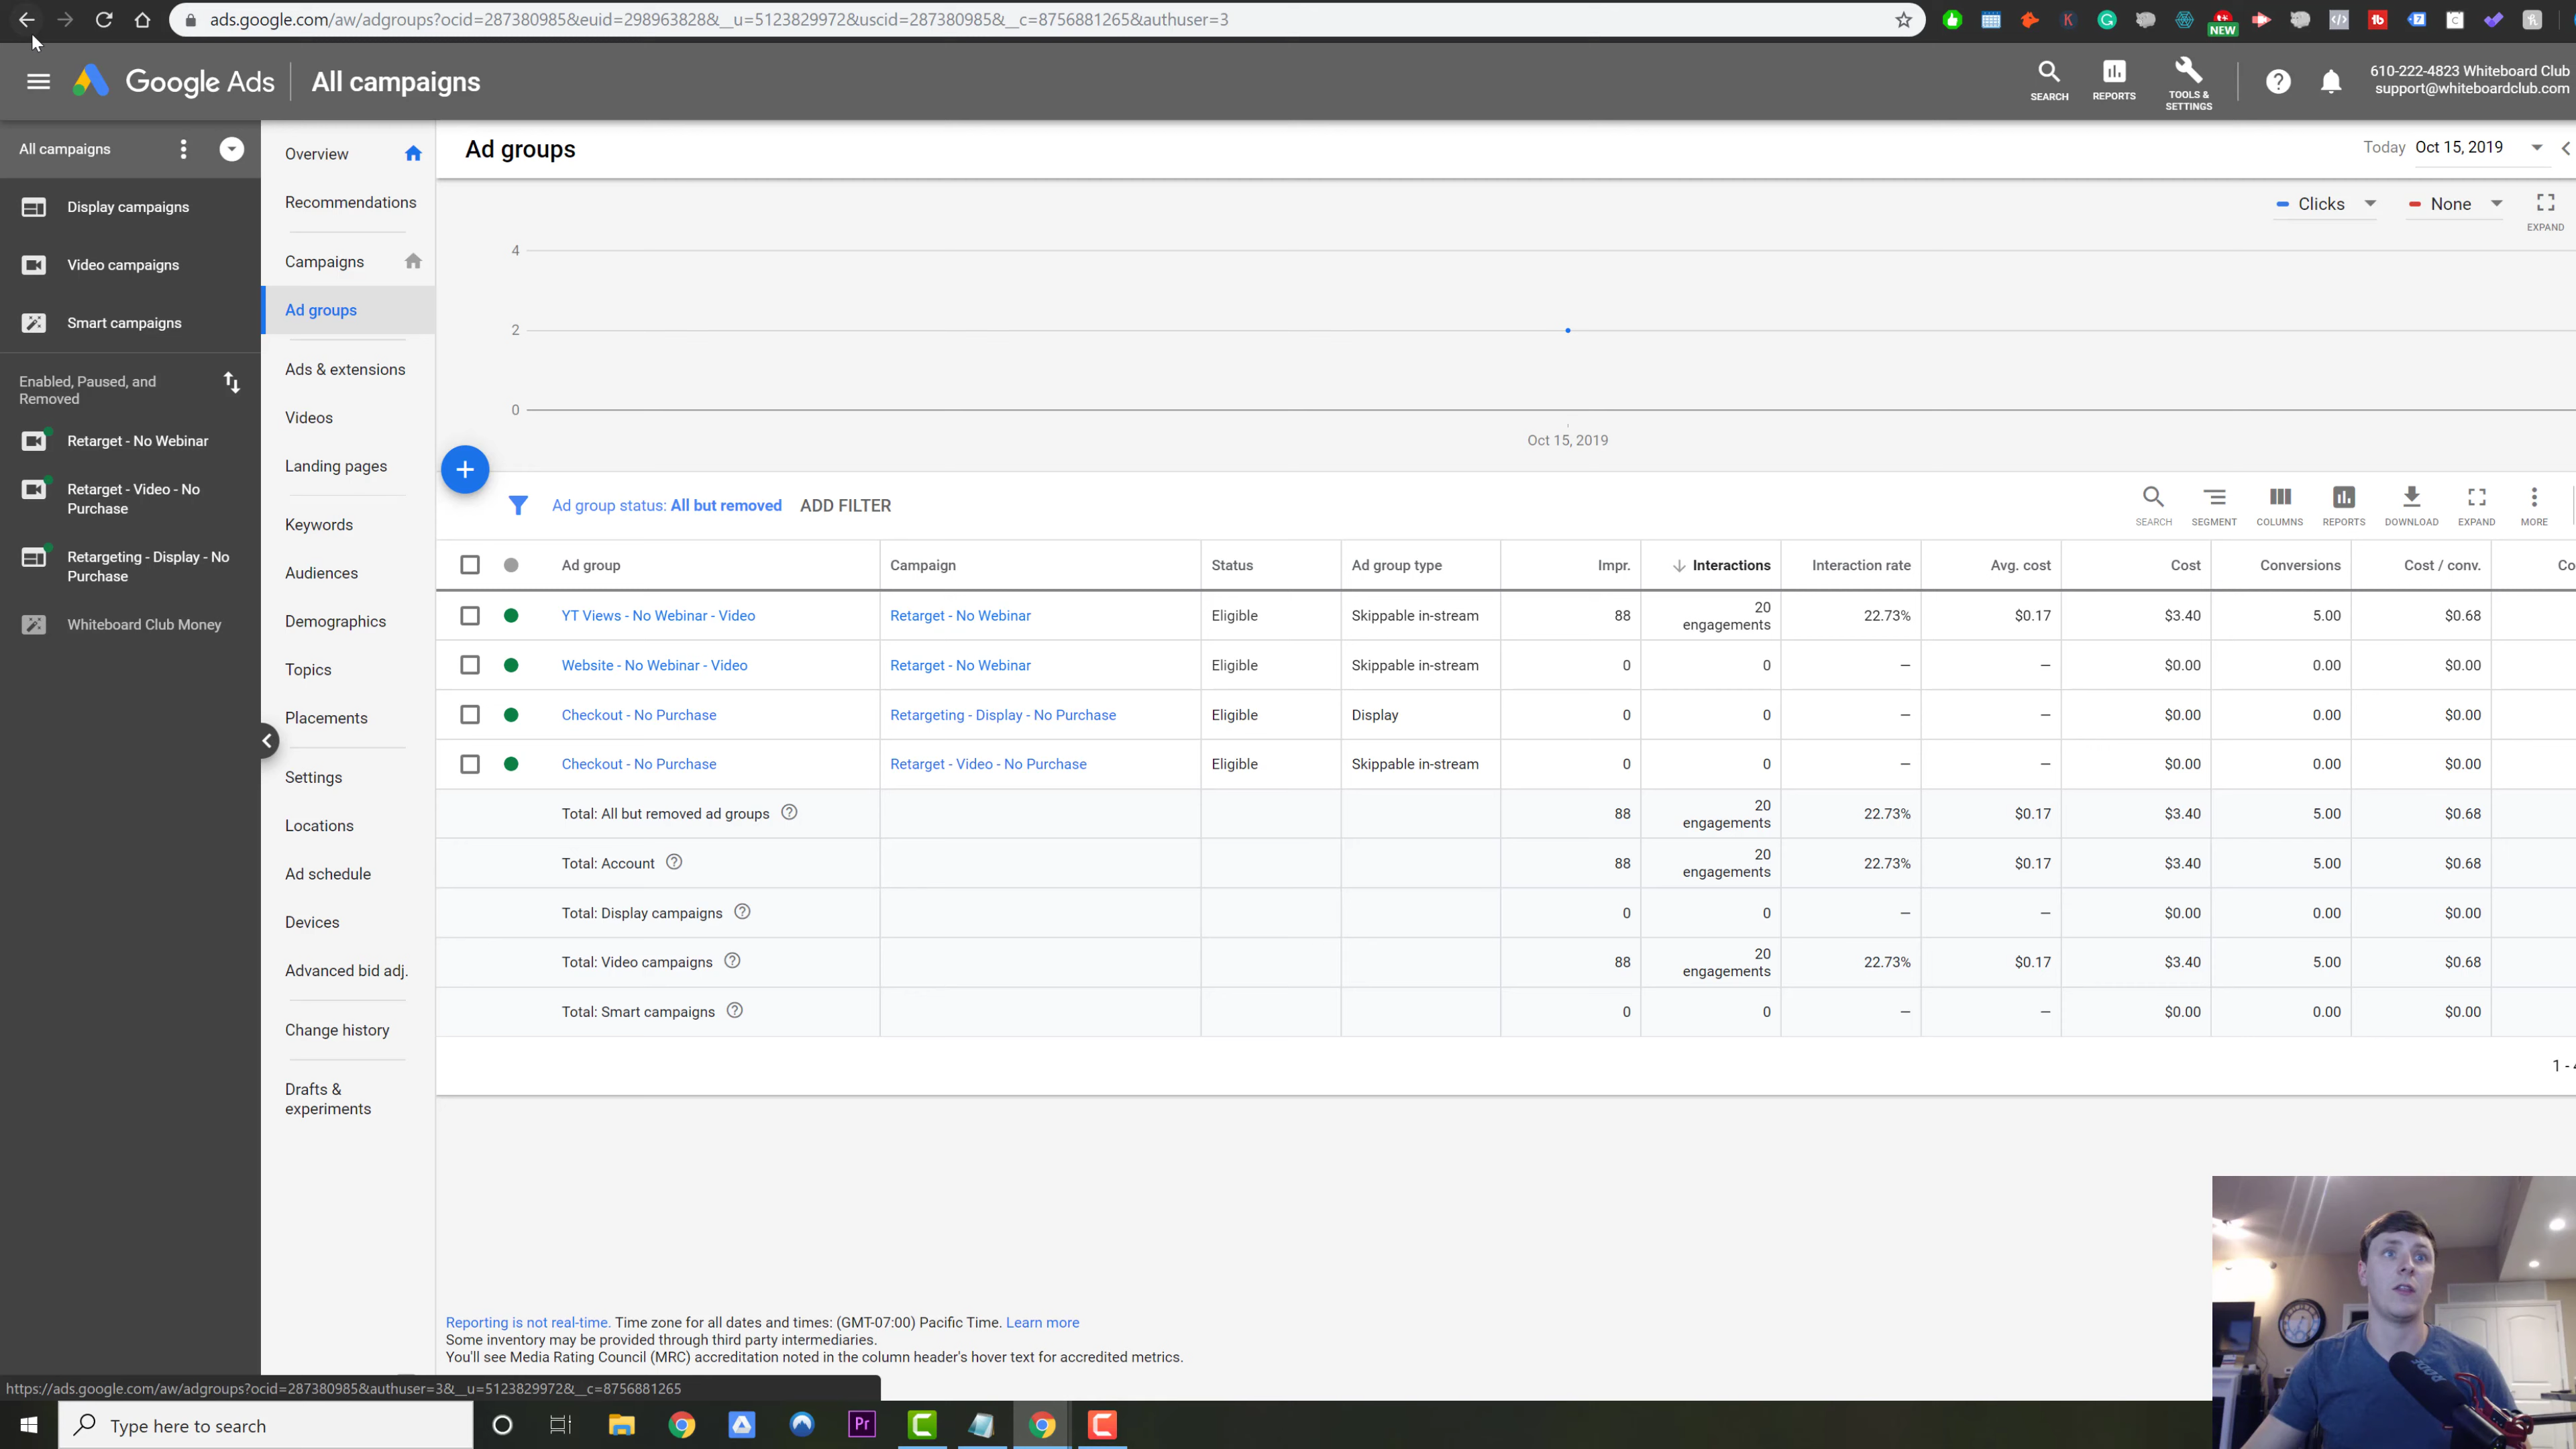 ads.google.com/aw/adgroups?ocid=287380985&euid=298963828&__u=5123829972&uscid=287380985&__c=8756881265&authuser=3
NEW
Google Ads
All campaigns
SEARCH
REPORTS
TOOLS &
SETTINGS
610-222-4823 Whiteboard Club
support@whiteboardclub.com
All campaigns
Display campaigns
Video campaigns
Smart campaigns
Enabled, Paused, and
Removed
Retarget - No Webinar
Retarget - Video - No
Purchase
Retargeting - Display - No
Purchase
Whiteboard Club Money
Overview
Recommendations
Campaigns
Ad groups
Ads & extensions
Videos
Landing pages
Keywords
Audiences
Demographics
Topics
Placements
Settings
Locations
Ad schedule
Devices
Advanced bid adj.
Change history
Drafts &
experiments
Ad groups
Today Oct 15, 2019
Clicks
None
EXPAND
4
2
0
Oct 15, 2019
Ad group status: All but removed ADD FILTER
SEARCH SEGMENT COLUMNS REPORTS DOWNLOAD EXPAND MORE
Ad group Campaign Status Ad group type Impr. Interactions Interaction rate Avg. cost Cost Conversions Cost / conv. Co
YT Views - No Webinar - Video Retarget - No Webinar Eligible Skippable in-stream 88 20 engagements 22.73% $0.17 $3.40 5.00 $0.68
Website - No Webinar - Video Retarget - No Webinar Eligible Skippable in-stream 0 0 — — $0.00 0.00 $0.00
Checkout - No Purchase Retargeting - Display - No Purchase Eligible Display 0 0 — — $0.00 0.00 $0.00
Checkout - No Purchase Retarget - Video - No Purchase Eligible Skippable in-stream 0 0 — — $0.00 0.00 $0.00
Total: All but removed ad groups 88 20 engagements 22.73% $0.17 $3.40 5.00 $0.68
Total: Account 88 20 engagements 22.73% $0.17 $3.40 5.00 $0.68
Total: Display campaigns 0 0 — — $0.00 0.00 $0.00
Total: Video campaigns 88 20 engagements 22.73% $0.17 $3.40 5.00 $0.68
Total: Smart campaigns 0 0 — — $0.00 0.00 $0.00
1 -
Reporting is not real-time. Time zone for all dates and times: (GMT-07:00) Pacific Time. Learn more
Some inventory may be provided through third party intermediaries.
You'll see Media Rating Council (MRC) accreditation noted in the column header's hover text for accredited metrics.
https://ads.google.com/aw/adgroups?ocid=287380985&authuser=3&__u=5123829972&__c=8756881265
Type here to search
Pr